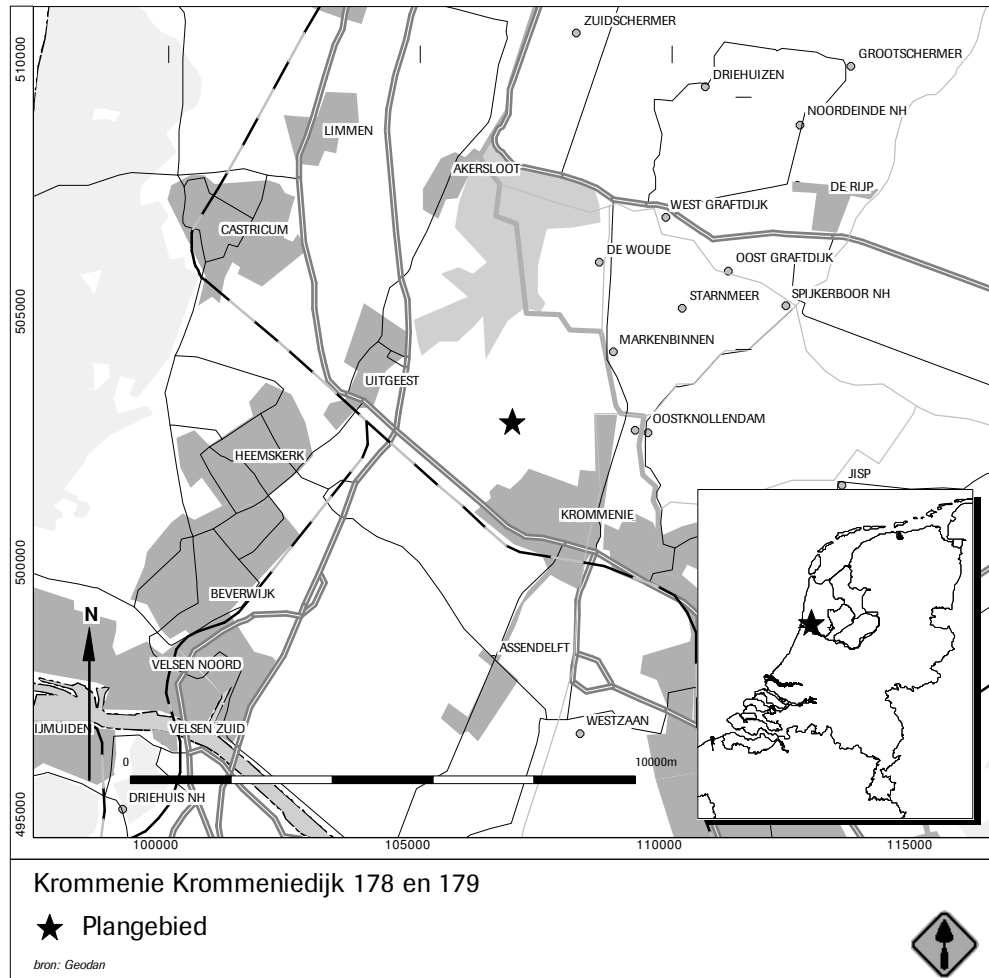 510000
505000
500000
495000
ZUIDSCHERMER
GROOTSCHERMER
DRIEHUIZEN
NOORDEINDE NH
LIMMEN
AKERSLOOT
DE RIJP
WEST GRAFTDIJK
CASTRICUM
DE WOUDE
OOST GRAFTDIJK
STARNMEER
SPIJKERBOOR NH
MARKENBINNEN
UITGEEST
OOSTKNOLLENDAM
HEEMSKERK
JISP
KROMMENIE
BEVERWIJK
N
ASSENDELFT
VELSEN NOORD
IJMUIDEN
VELSEN ZUID
WESTZAAN
0
10000m
DRIEHUIS NH
100000
105000
110000
115000
Krommenie Krommeniedijk 178 en 179
Plangebied
bron: Geodan